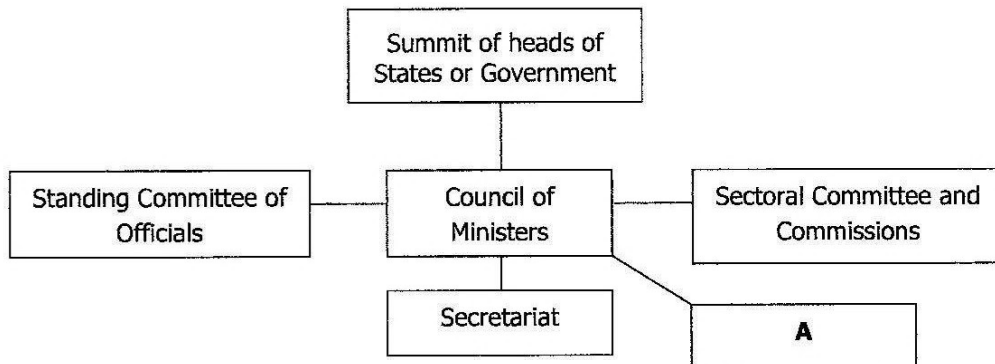 Summit of heads of
States or Government
Standing Committee of
Officials
Council of
Ministers
Sectoral Committee and
Commissions
Secretariat
A